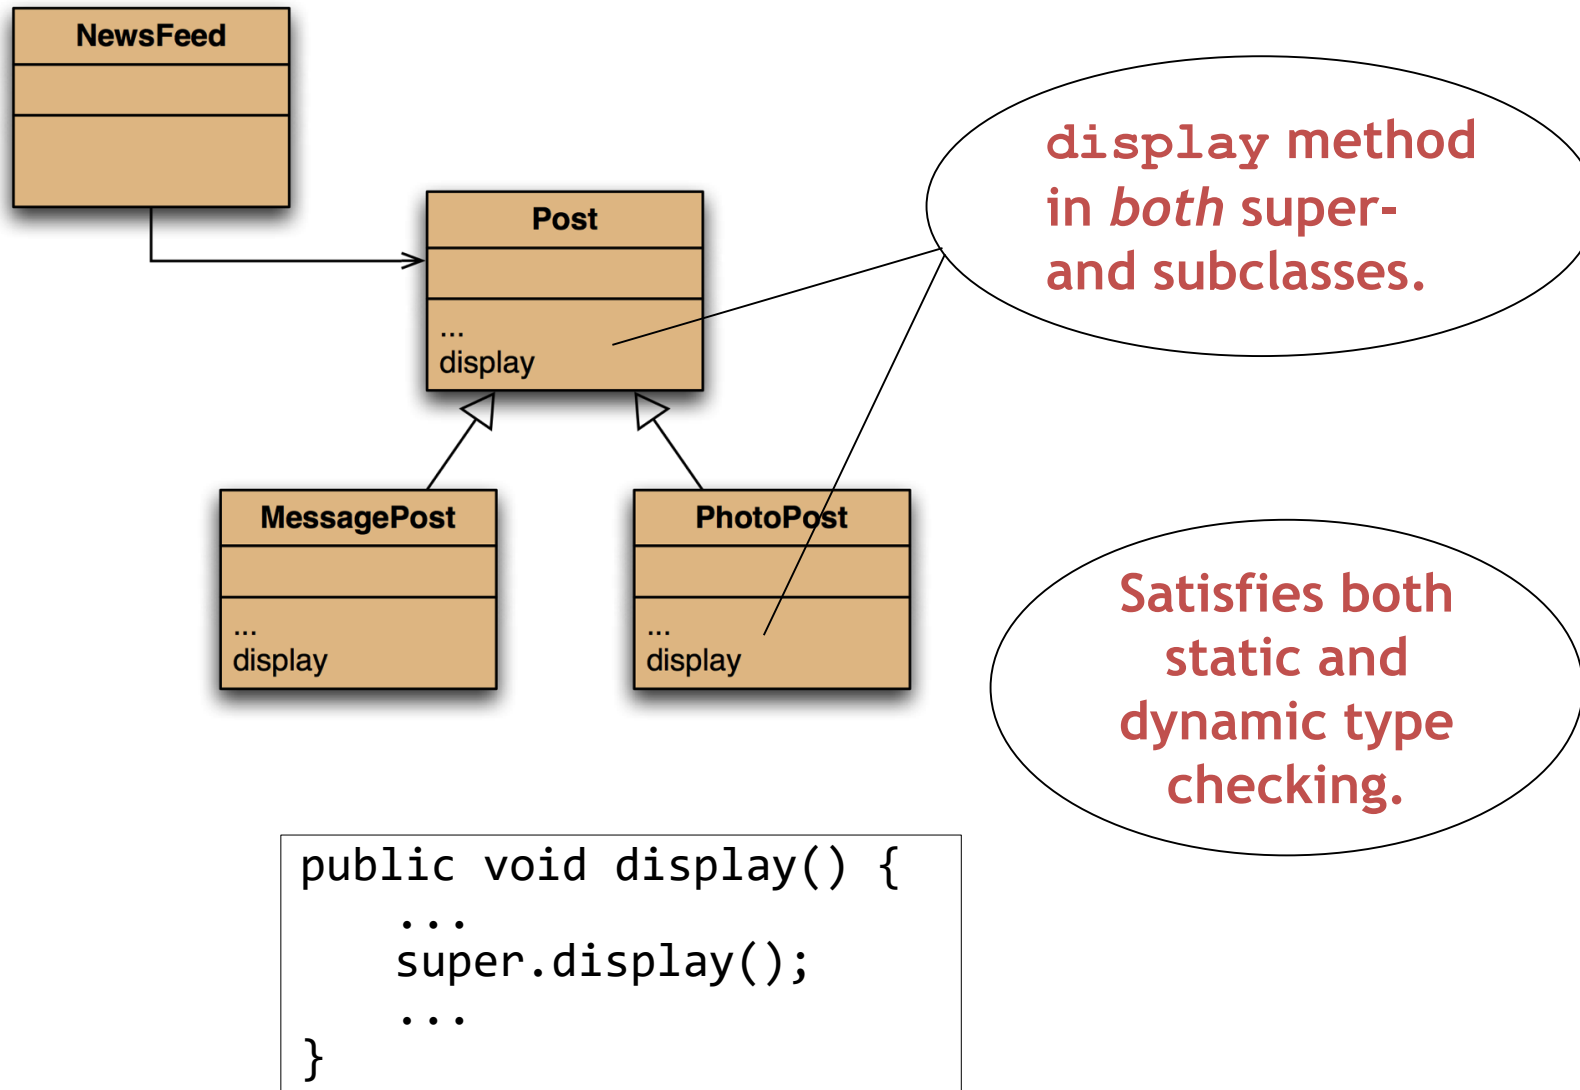 NewsFeed
Post
...
display
MessagePost
...
display
PhotoPost
...
display
display method
in both super-
and subclasses.
Satisfies both
static and
dynamic type
checking.
public void display() {
    ...
    super.display();
    ...
}